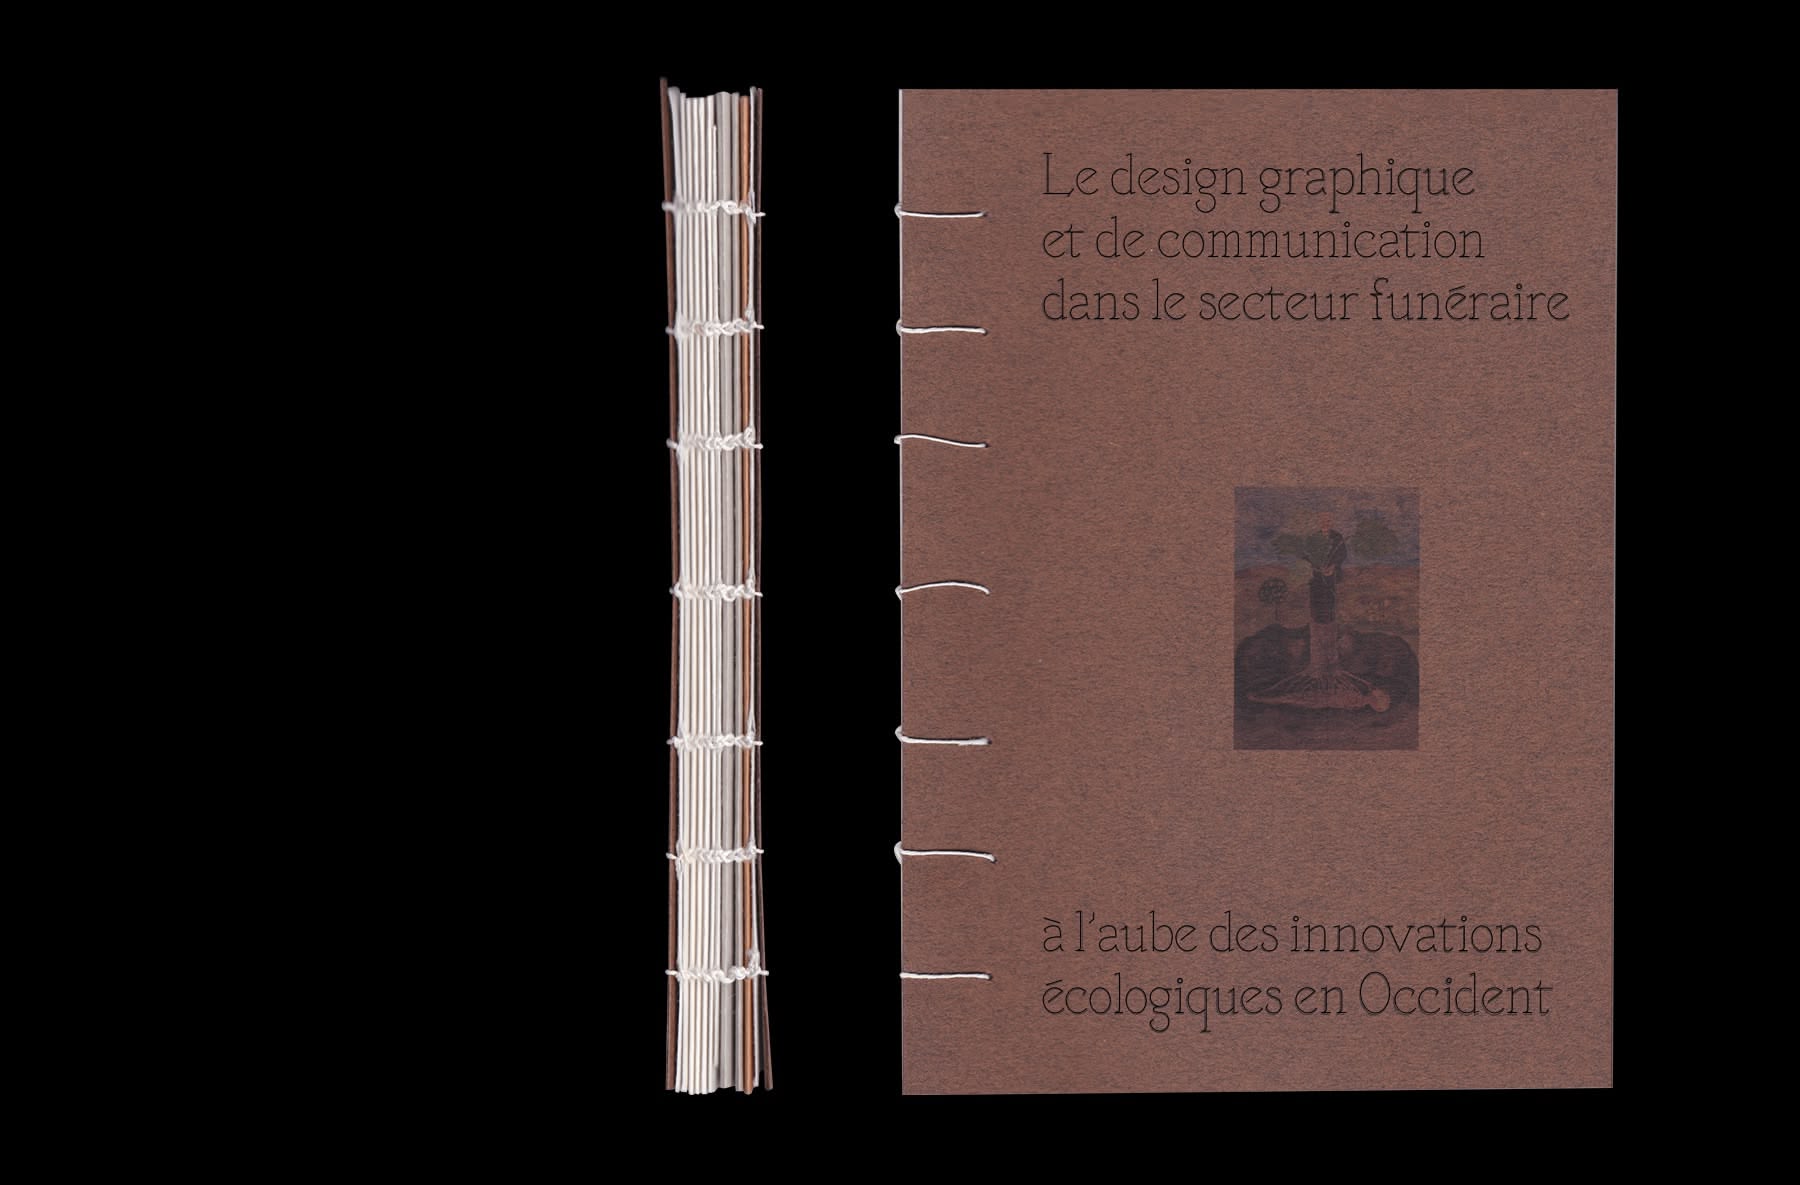 Le design graphique
et de communication
dans le secteur funéraire
à l'aube des innovations
écologiques en Occident